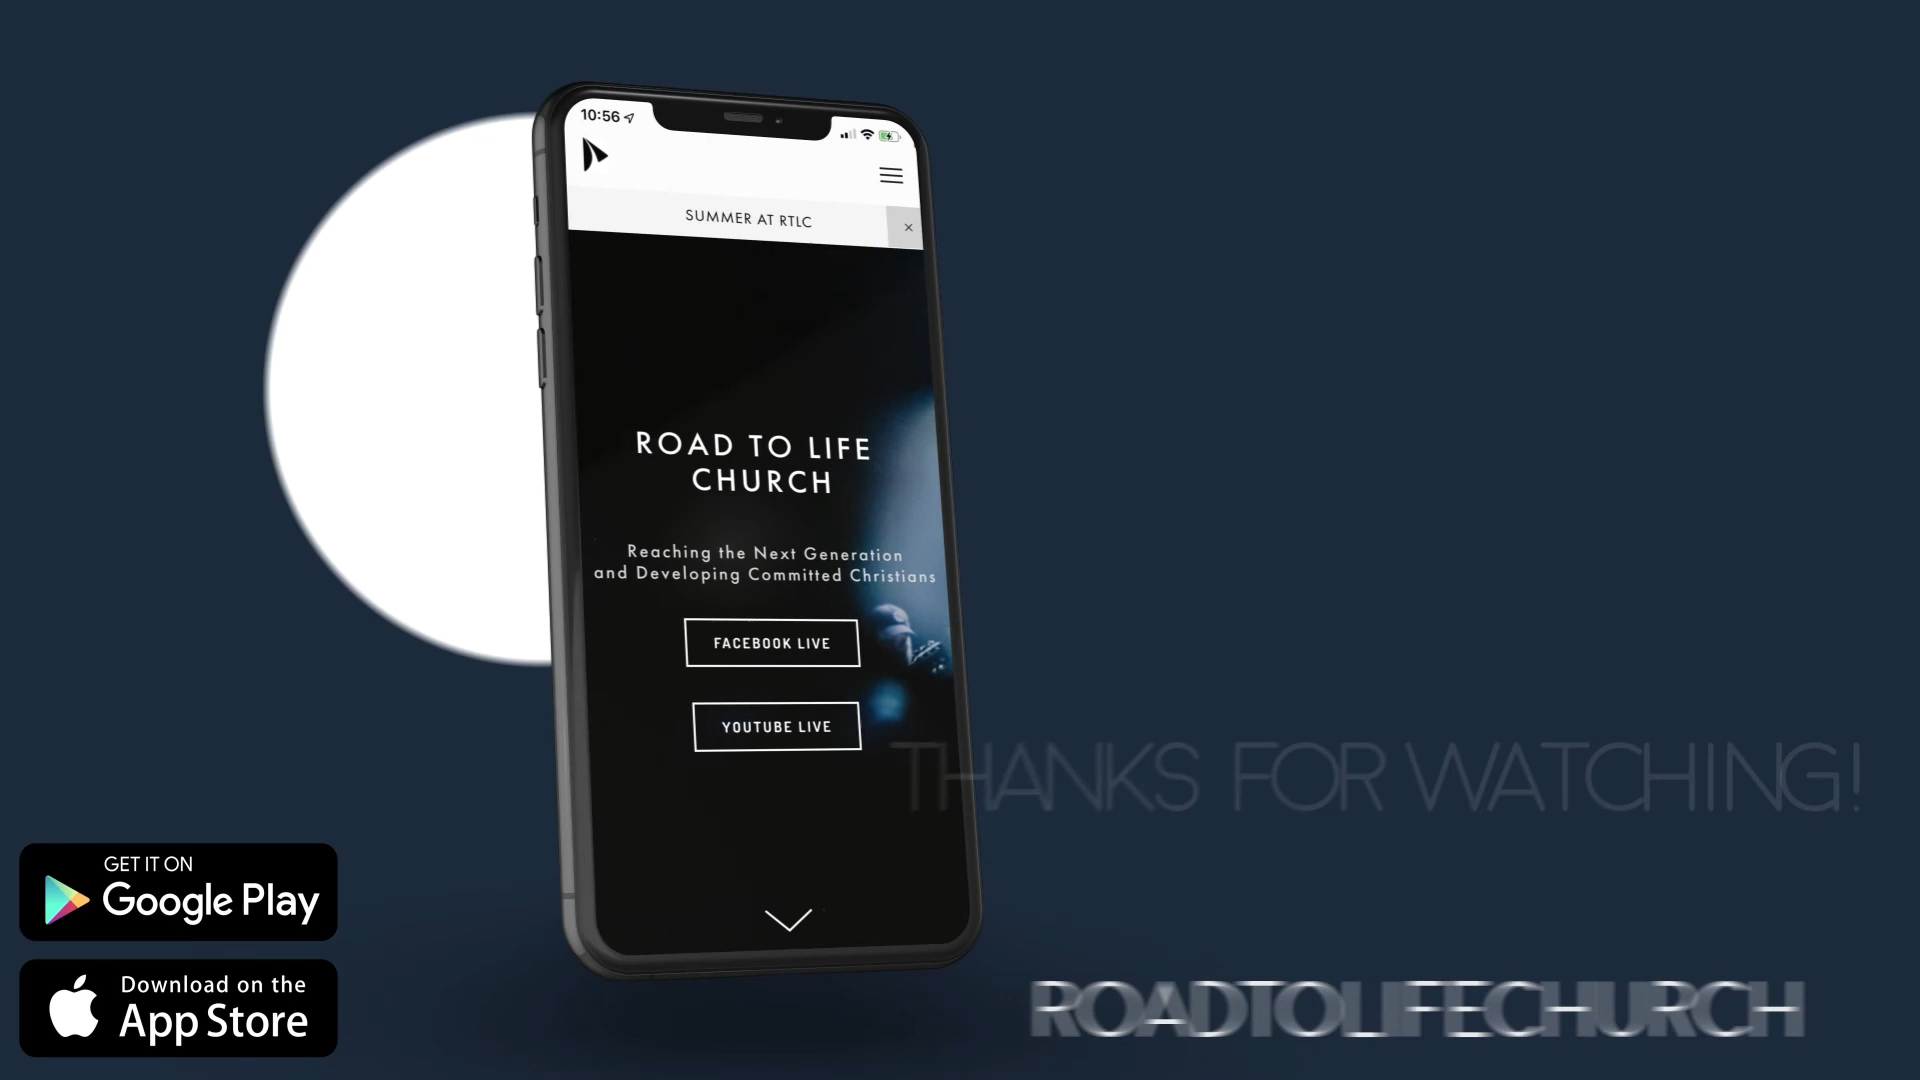 10:56
SUMMER AT RTLC
×
ROAD TO LIFE
CHURCH
Reaching the Next Generation
and Developing Committed Christians
FACEBOOK LIVE
YOUTUBE LIVE
THANKS FOR WATCHING!
GET IT ON
Google Play
Download on the
App Store
ROADTOLIFECHURCH